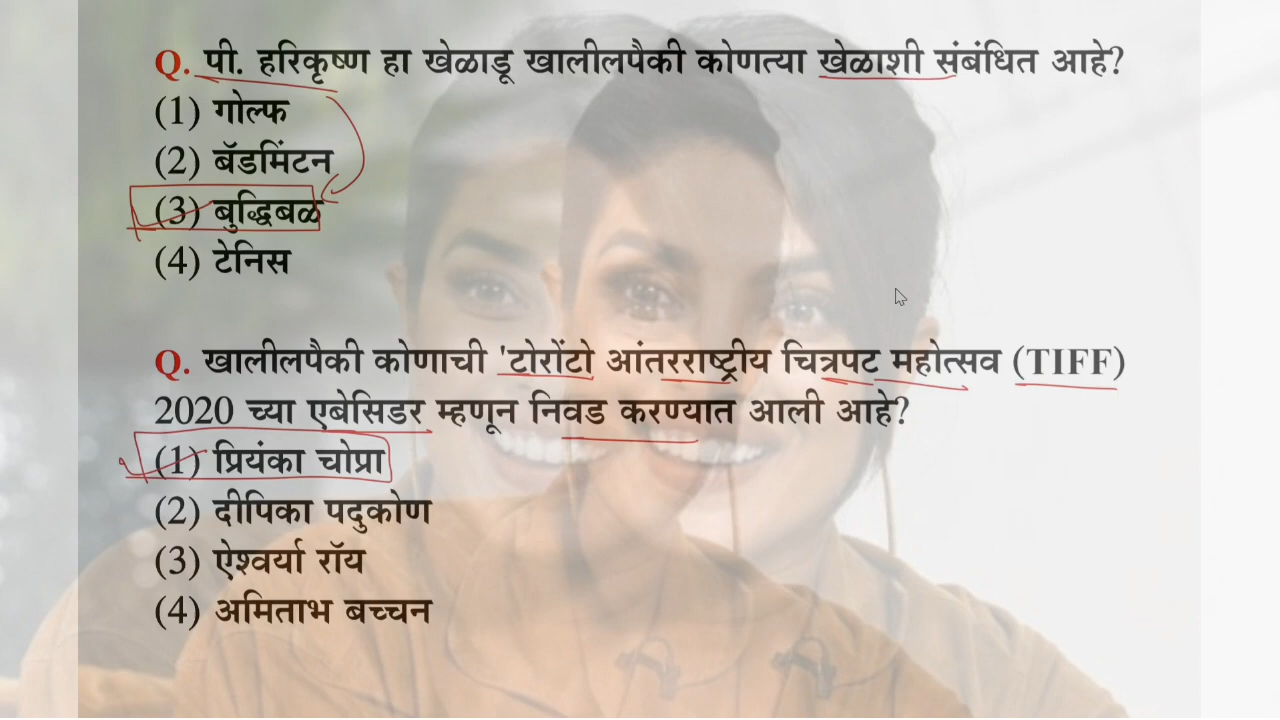 Q. पी. हरिकृष्ण हा खेळाडू खालीलपैकी कोणत्या खेळाशी संबंधित आहे?
(1) गोल्फ
(2) बॅडमिंटन
(3) बुद्धिबळ
(4) टेनिस
Q. खालीलपैकी कोणाची 'टोरोंटो आंतरराष्ट्रीय चित्रपट महोत्सव (TIFF)
2020 च्या एबेसिडर म्हणून निवड करण्यात आली आहे?
(1) प्रियंका चोप्रा
(2) दीपिका पदुकोण
(3) ऐश्वर्या रॉय
(4) अमिताभ बच्चन